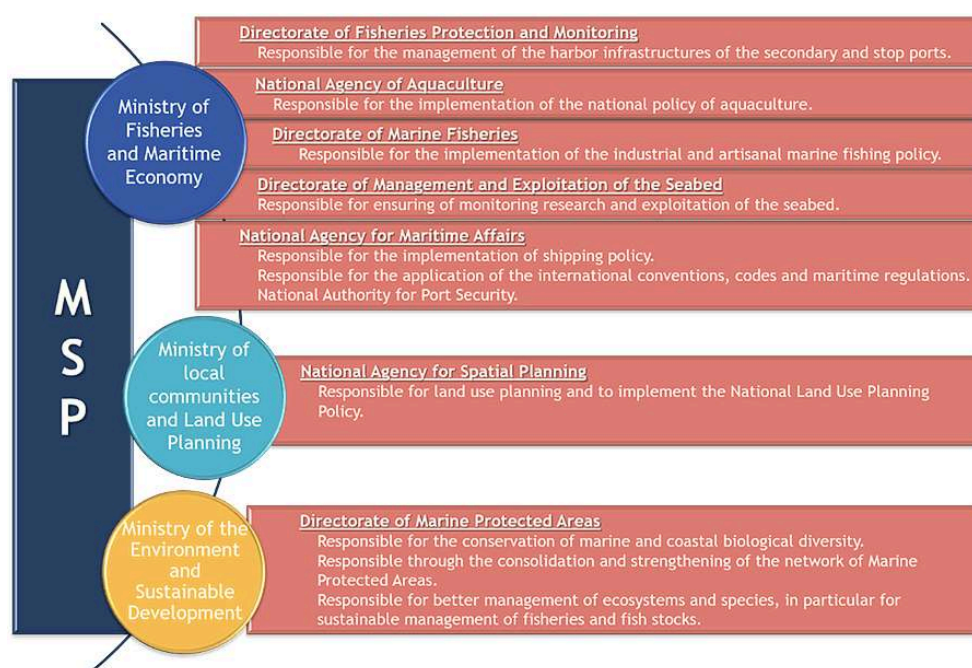 M
S
P
Ministry of
Fisheries
and Maritime
Economy
Directorate of Fisheries Protection and Monitoring
Responsible for the management of the harbor infrastructures of the secondary and stop ports.
National Agency of Aquaculture
Responsible for the implementation of the national policy of aquaculture.
Directorate of Marine Fisheries
Responsible for the implementation of the industrial and artisanal marine fishing policy.
Directorate of Management and Exploitation of the Seabed
Responsible for ensuring of monitoring research and exploitation of the seabed.
National Agency for Maritime Affairs
Responsible for the implementation of shipping policy.
Responsible for the application of the international conventions, codes and maritime regulations.
National Authority for Port Security.
Ministry of
local
communities
and Land Use
Planning
National Agency for Spatial Planning
Responsible for land use planning and to implement the National Land Use Planning
Policy.
Ministry of the
Environment
and
Sustainable
Development
Directorate of Marine Protected Areas
Responsible for the conservation of marine and coastal biological diversity.
Responsible through the consolidation and strengthening of the network of Marine
Protected Areas.
Responsible for better management of ecosystems and species, in particular for
sustainable management of fisheries and fish stocks.